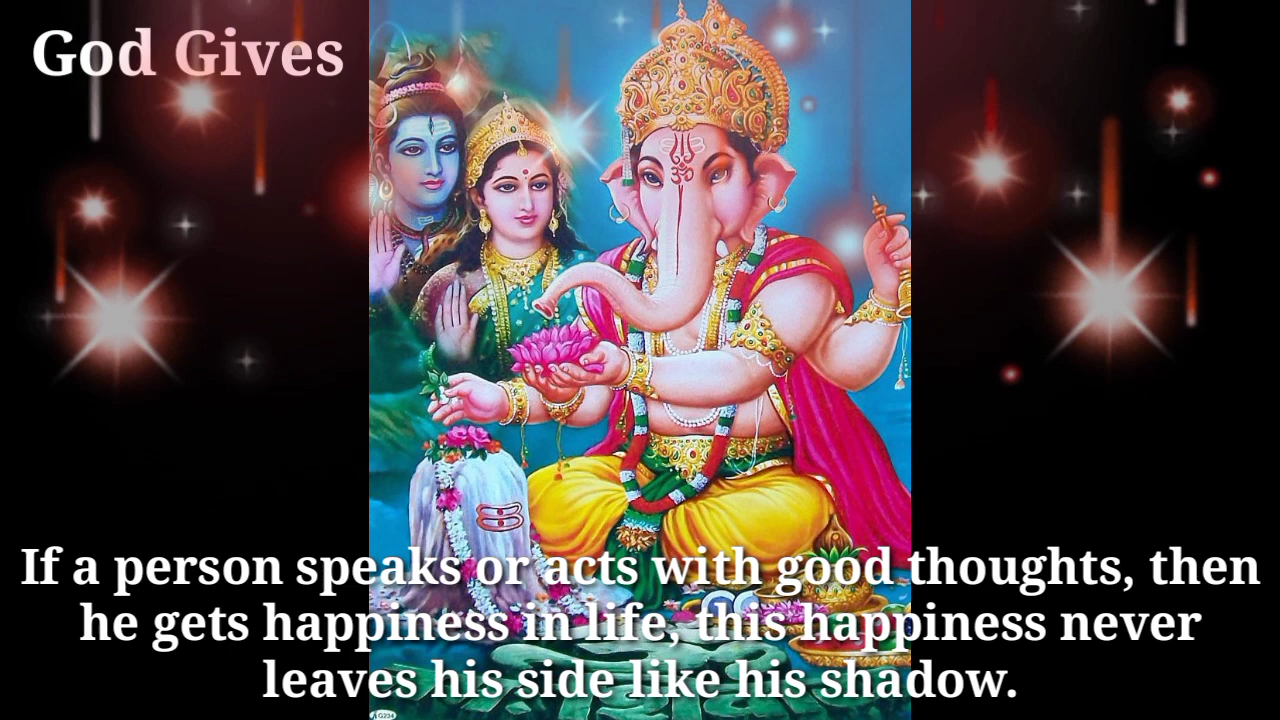 God Gives
ॐ
If a person speaks or acts with good thoughts, then
he gets happiness in life, this happiness never
leaves his side like his shadow.
G234